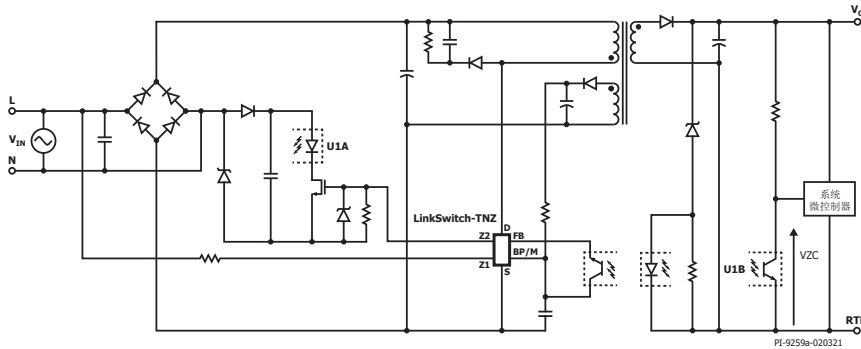 V
L
V_IN
N
U1A
LinkSwitch-TNZ
D
Z2
FB
BP/M
Z1
S
系统
微控制器
U1B
VZC
RT
PI-9259a-020321